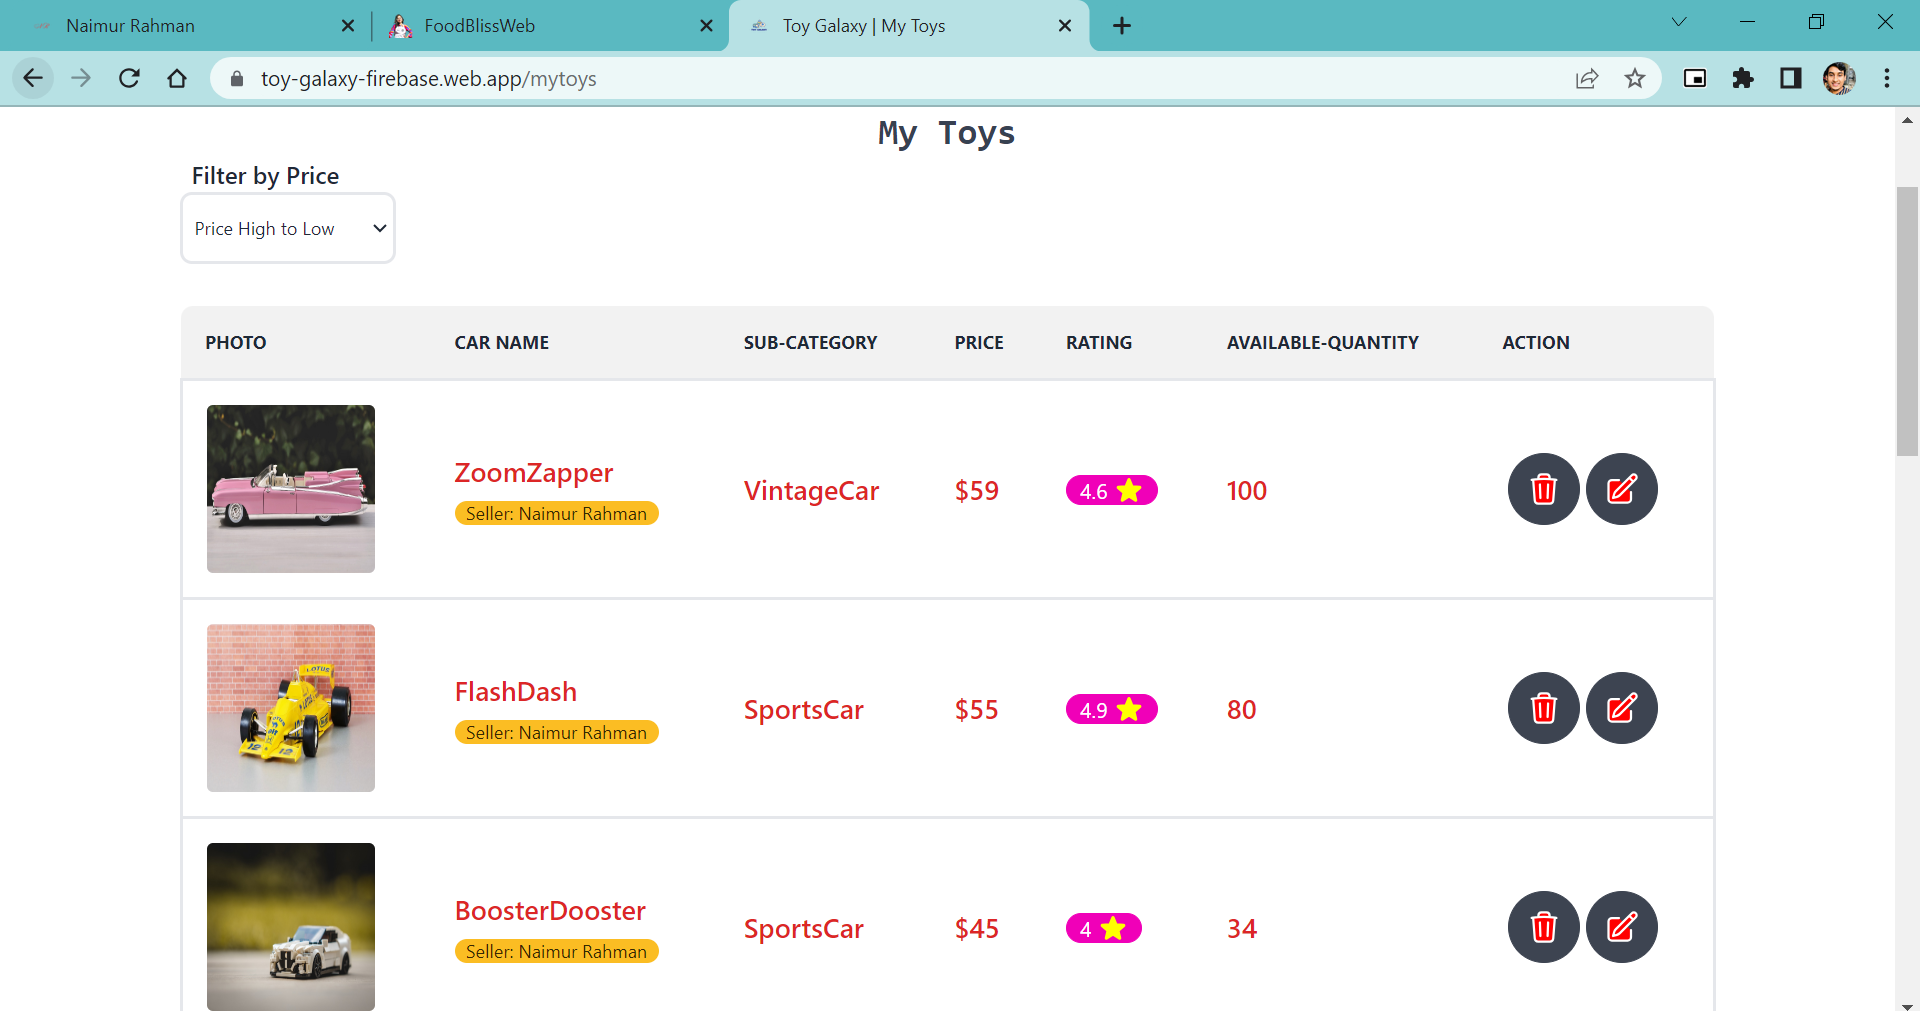 Naimur Rahman
FoodBlissWeb
Toy Galaxy | My Toys
toy-galaxy-firebase.web.app/mytoys
My Toys
Filter by Price
Price High to Low
PHOTO CAR NAME SUB-CATEGORY PRICE RATING AVAILABLE-QUANTITY ACTION
ZoomZapper
Seller: Naimur Rahman
VintageCar $59 4.6 100
LOTUS
12
12
FlashDash
Seller: Naimur Rahman
SportsCar $55 4.9 80
BoosterDooster
Seller: Naimur Rahman
SportsCar $45 4 34